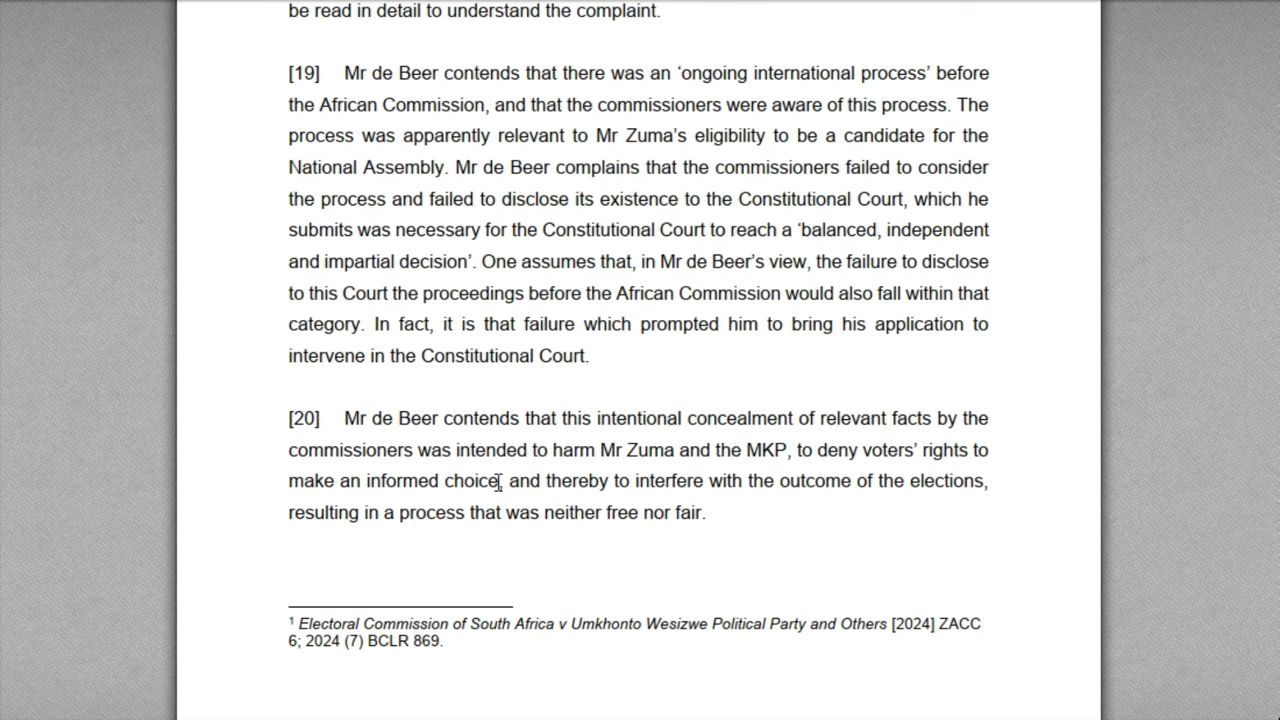 be read in detail to understand the complaint.
[19] Mr de Beer contends that there was an ‘ongoing international process’ before
the African Commission, and that the commissioners were aware of this process. The
process was apparently relevant to Mr Zuma’s eligibility to be a candidate for the
National Assembly. Mr de Beer complains that the commissioners failed to consider
the process and failed to disclose its existence to the Constitutional Court, which he
submits was necessary for the Constitutional Court to reach a ‘balanced, independent
and impartial decision’. One assumes that, in Mr de Beer’s view, the failure to disclose
to this Court the proceedings before the African Commission would also fall within that
category. In fact, it is that failure which prompted him to bring his application to
intervene in the Constitutional Court.
[20] Mr de Beer contends that this intentional concealment of relevant facts by the
commissioners was intended to harm Mr Zuma and the MKP, to deny voters’ rights to
make an informed choice, and thereby to interfere with the outcome of the elections,
resulting in a process that was neither free nor fair.
1 Electoral Commission of South Africa v Umkhonto Wesizwe Political Party and Others [2024] ZACC
6; 2024 (7) BCLR 869.